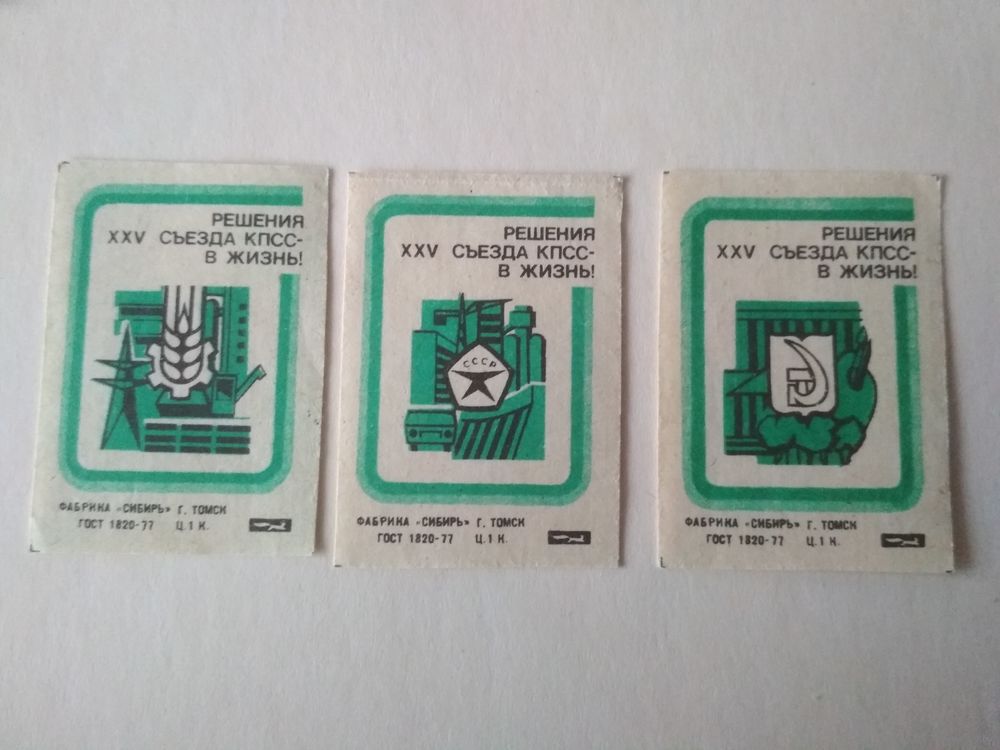 РЕШЕНИЯ
XXV СЪЕЗДА КПСС-
В ЖИЗНЬ!
ФАБРИКА «СИБИРЬ» Г. ТОМСК
ГОСТ 1820-77 Ц.1 К.
РЕШЕНИЯ
XXV СЪЕЗДА КПСС-
В ЖИЗНЬ!
СССР
ФАБРИКА «СИБИРЬ» Г. ТОМСК
ГОСТ 1820-77 Ц.1 К.
РЕШЕНИЯ
XXV СЪЕЗДА КПСС-
В ЖИЗНЬ!
ФАБРИКА «СИБИРЬ» Г. ТОМСК
ГОСТ 1820-77 Ц.1 К.